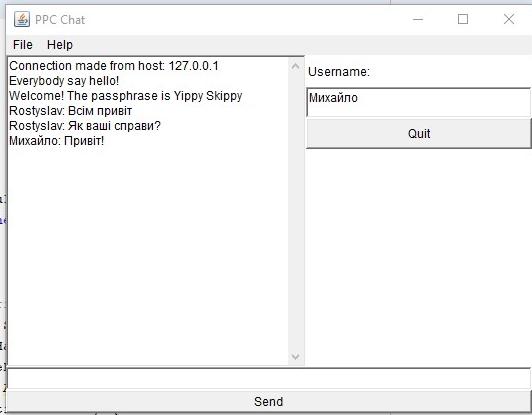 PPC Chat
File Help
Connection made from host: 127.0.0.1
Everybody say hello!
Welcome! The passphrase is Yippy Skippy
Rostyslav: Всім привіт
Rostyslav: Як ваші справи?
Михайло: Привіт!
Username:
Михайло
Quit
Send